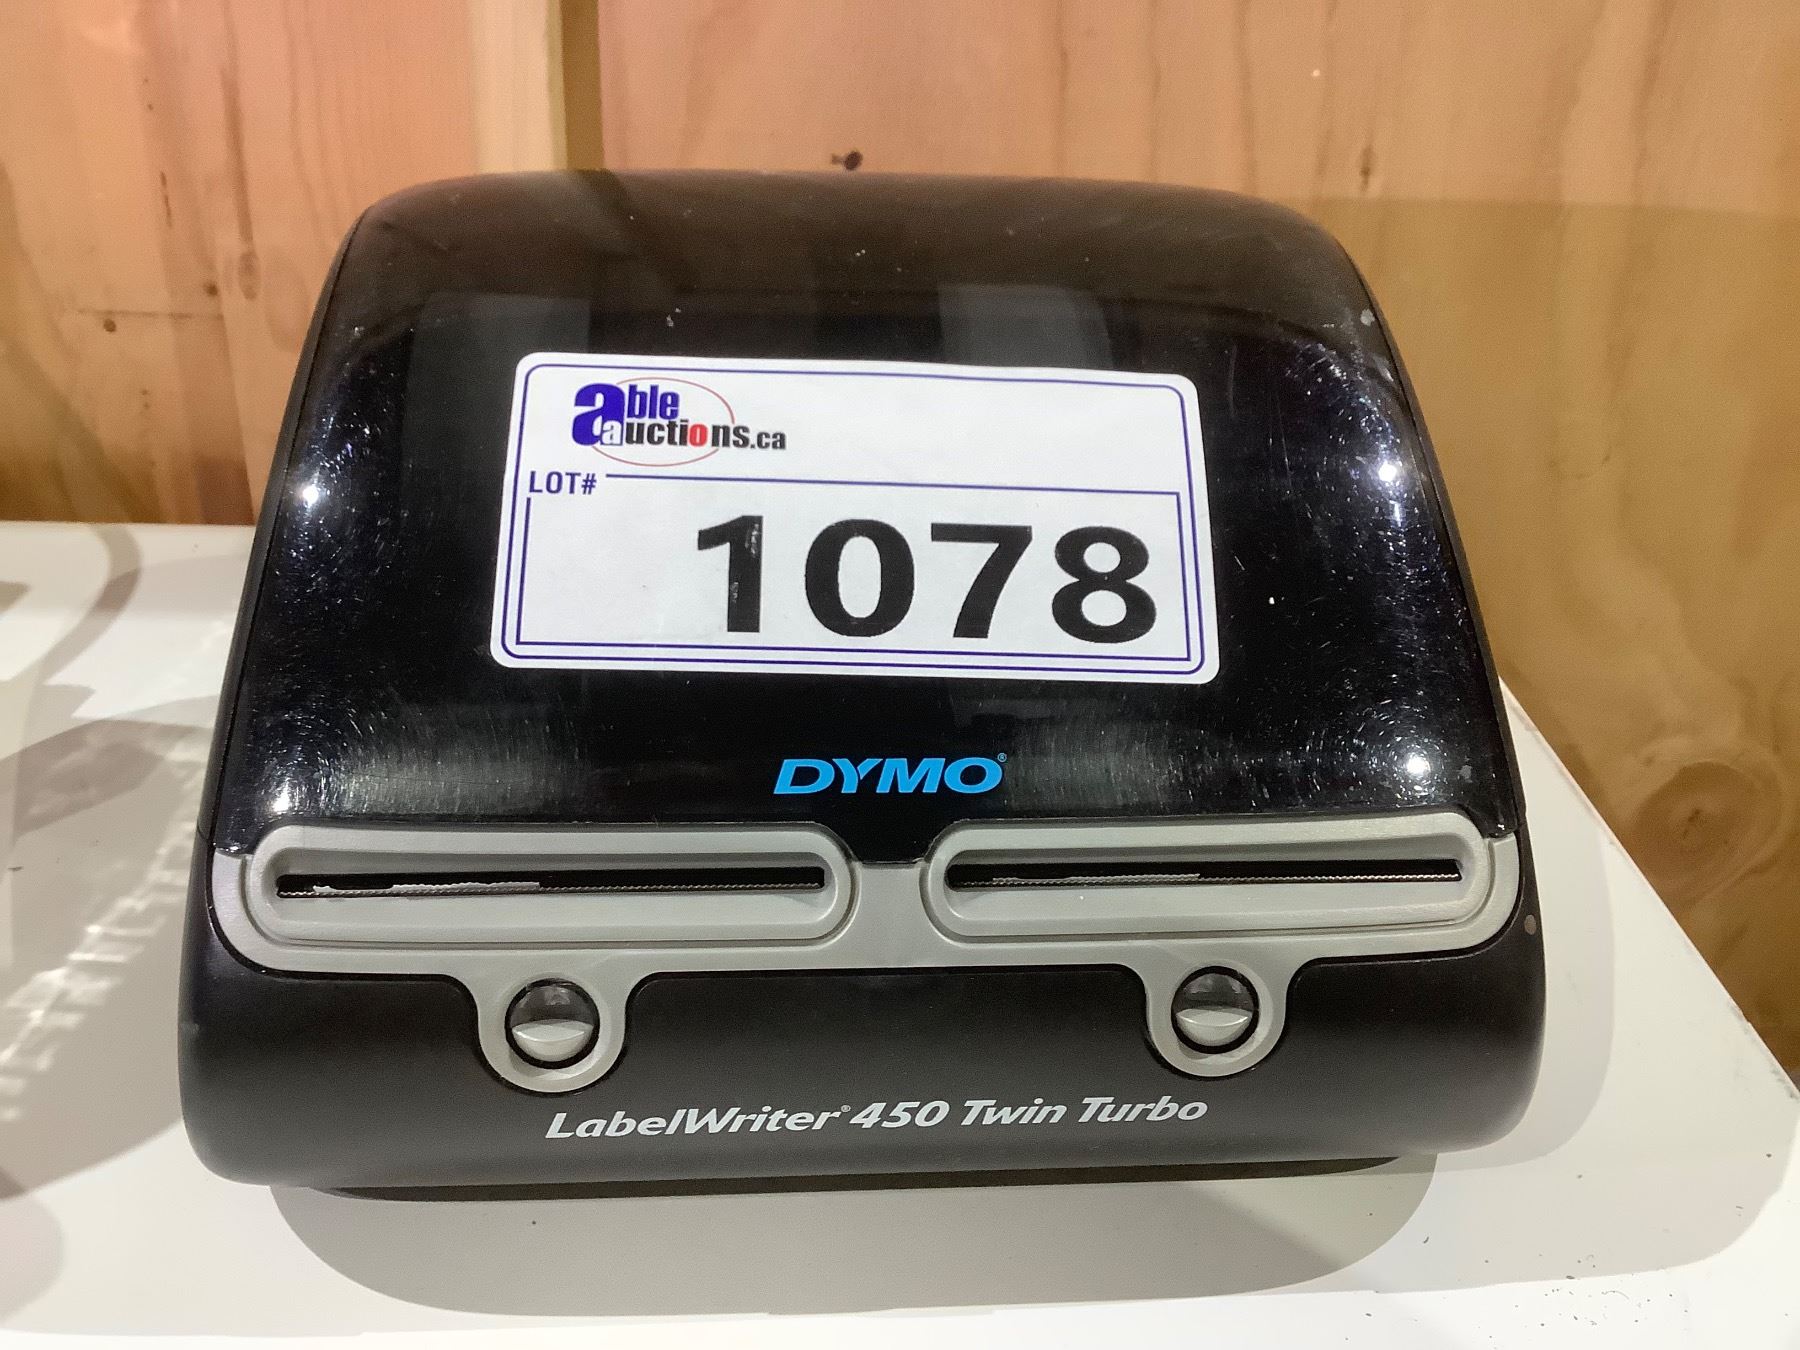 able
auctions.ca
LOT#
1078
DYMO®
LabelWriter® 450 Twin Turbo